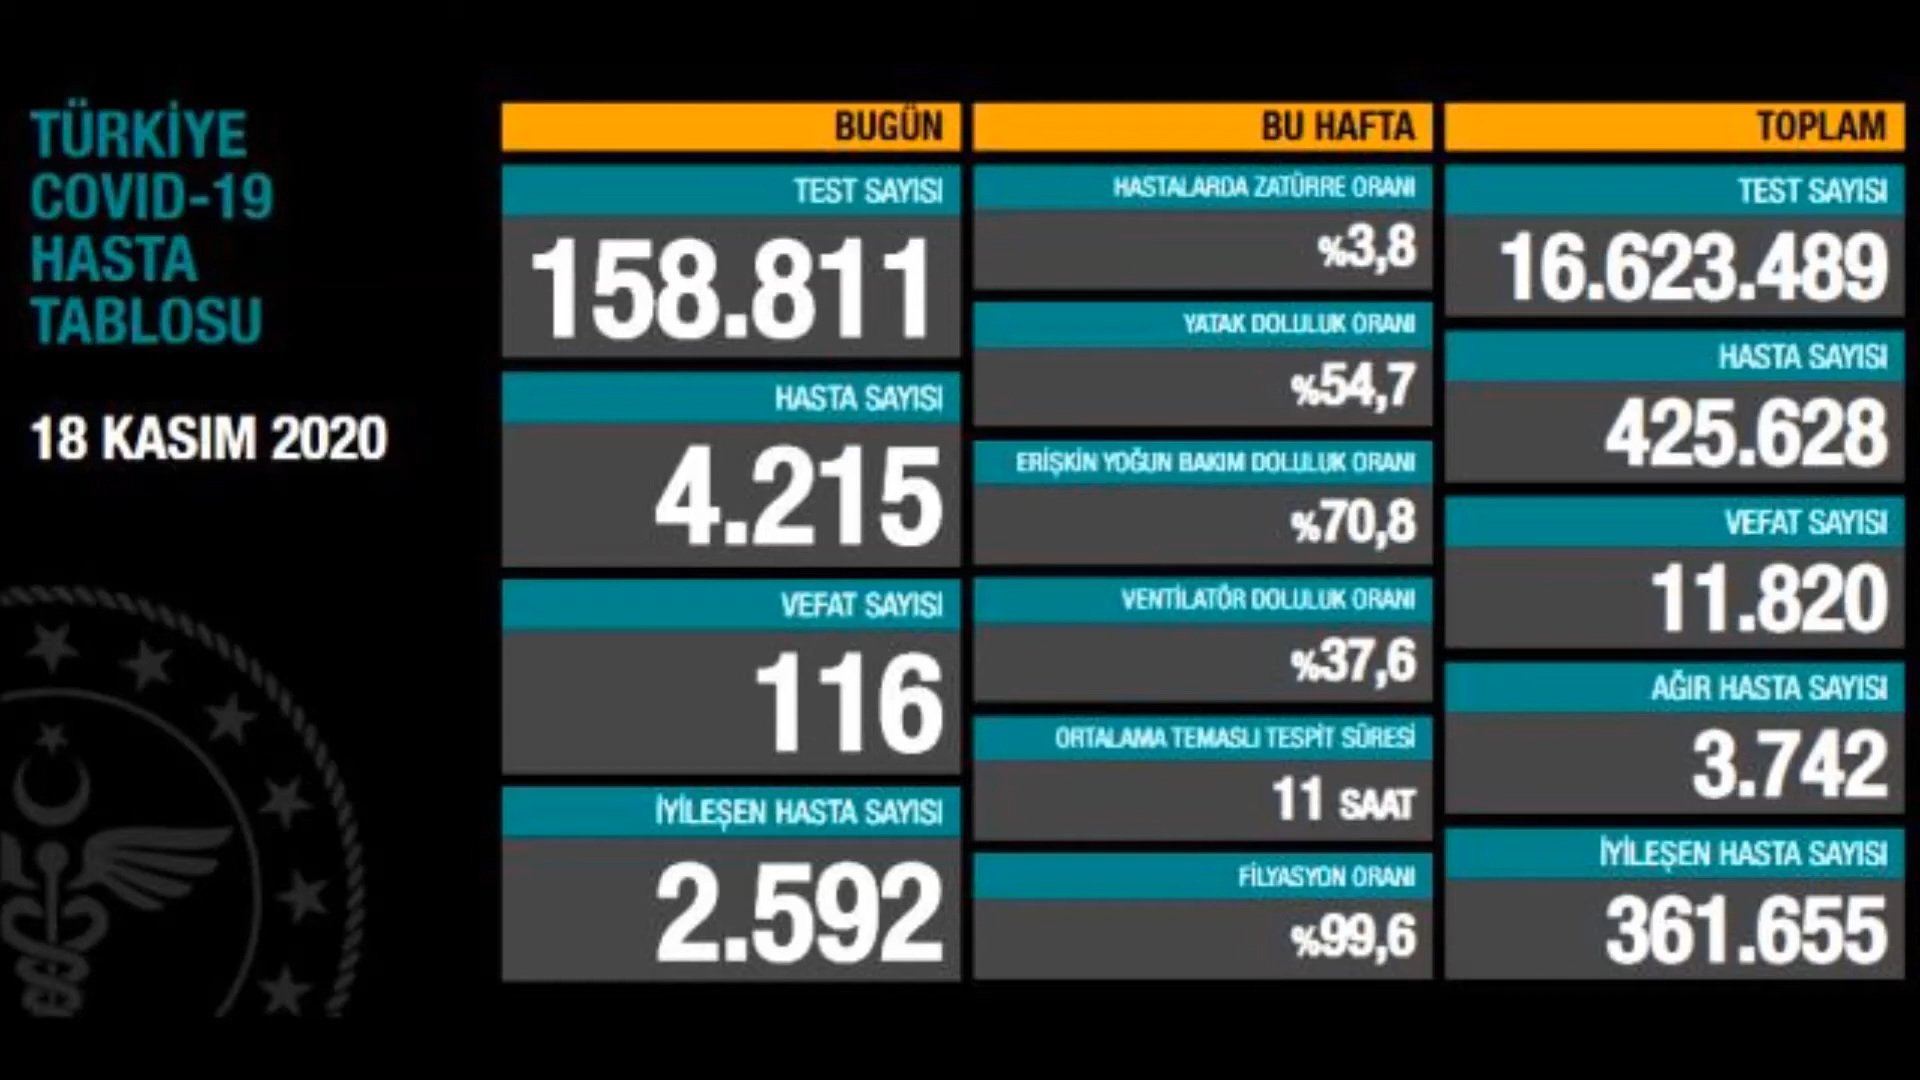 TÜRKİYE
COVID-19
HASTA
TABLOSU
18 KASIM 2020
BUGÜN
TEST SAYISI
158.811
HASTA SAYISI
4.215
VEFAT SAYISI
116
İYİLEŞEN HASTA SAYISI
2.592
BU HAFTA
HASTALARDA ZATÜRRE ORANI
%3,8
YATAK DOLULUK ORANI
%54,7
ERİŞKİN YOĞUN BAKIM DOLULUK ORANI
%70,8
VENTİLATÖR DOLULUK ORANI
%37,6
ORTALAMA TEMASLI TESPİT SÜRESİ
11 SAAT
FİLYASYON ORANI
%99,6
TOPLAM
TEST SAYISI
16.623.489
HASTA SAYISI
425.628
VEFAT SAYISI
11.820
AĞIR HASTA SAYISI
3.742
İYİLEŞEN HASTA SAYISI
361.655